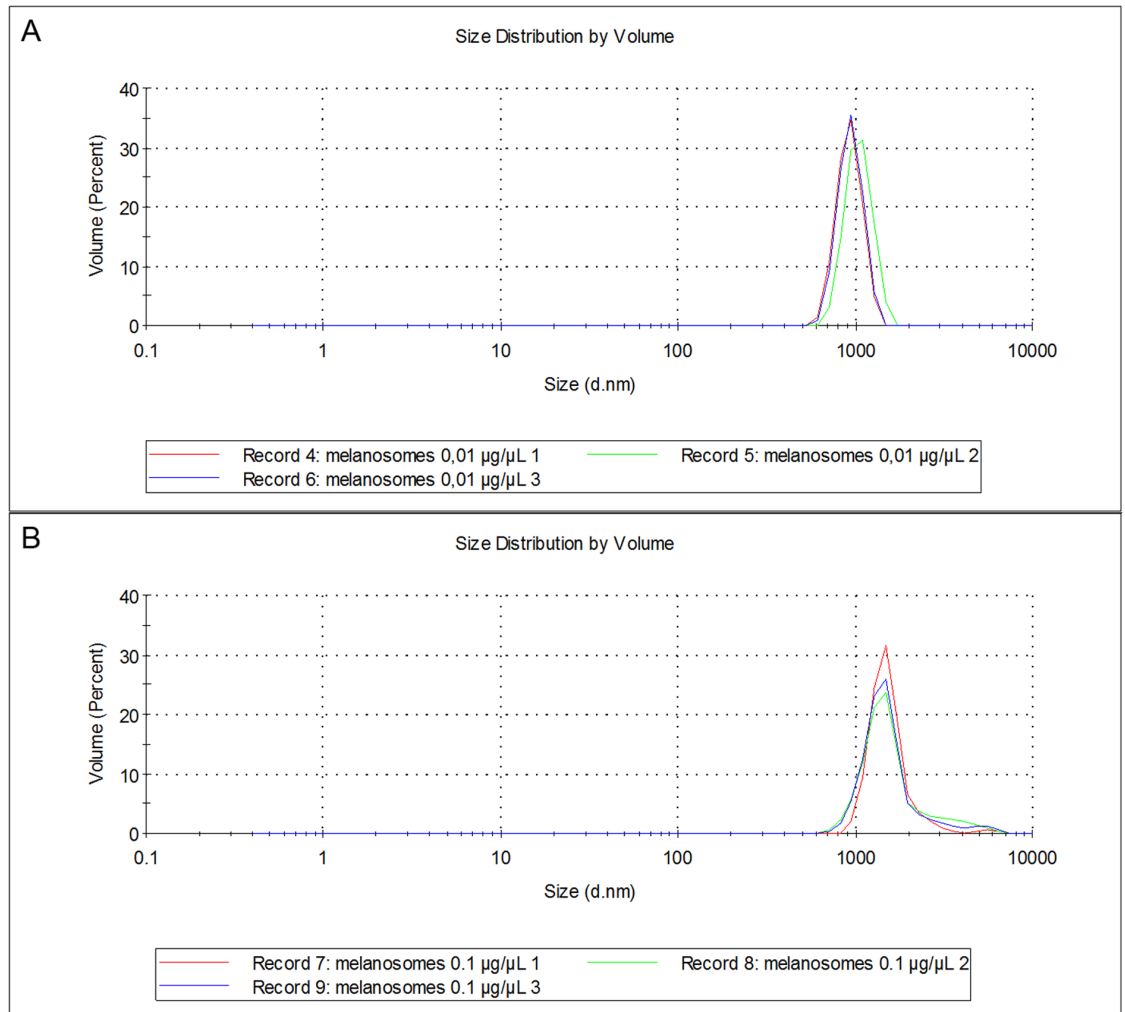 A
Size Distribution by Volume
40
30
20
10
0
Volume (Percent)
0.1 1 10 100 1000 10000
Size (d.nm)
Record 4: melanosomes 0,01 µg/µL 1 Record 5: melanosomes 0,01 µg/µL 2
Record 6: melanosomes 0,01 µg/µL 3
B
Size Distribution by Volume
40
30
20
10
0
Volume (Percent)
0.1 1 10 100 1000 10000
Size (d.nm)
Record 7: melanosomes 0.1 µg/µL 1 Record 8: melanosomes 0.1 µg/µL 2
Record 9: melanosomes 0.1 µg/µL 3